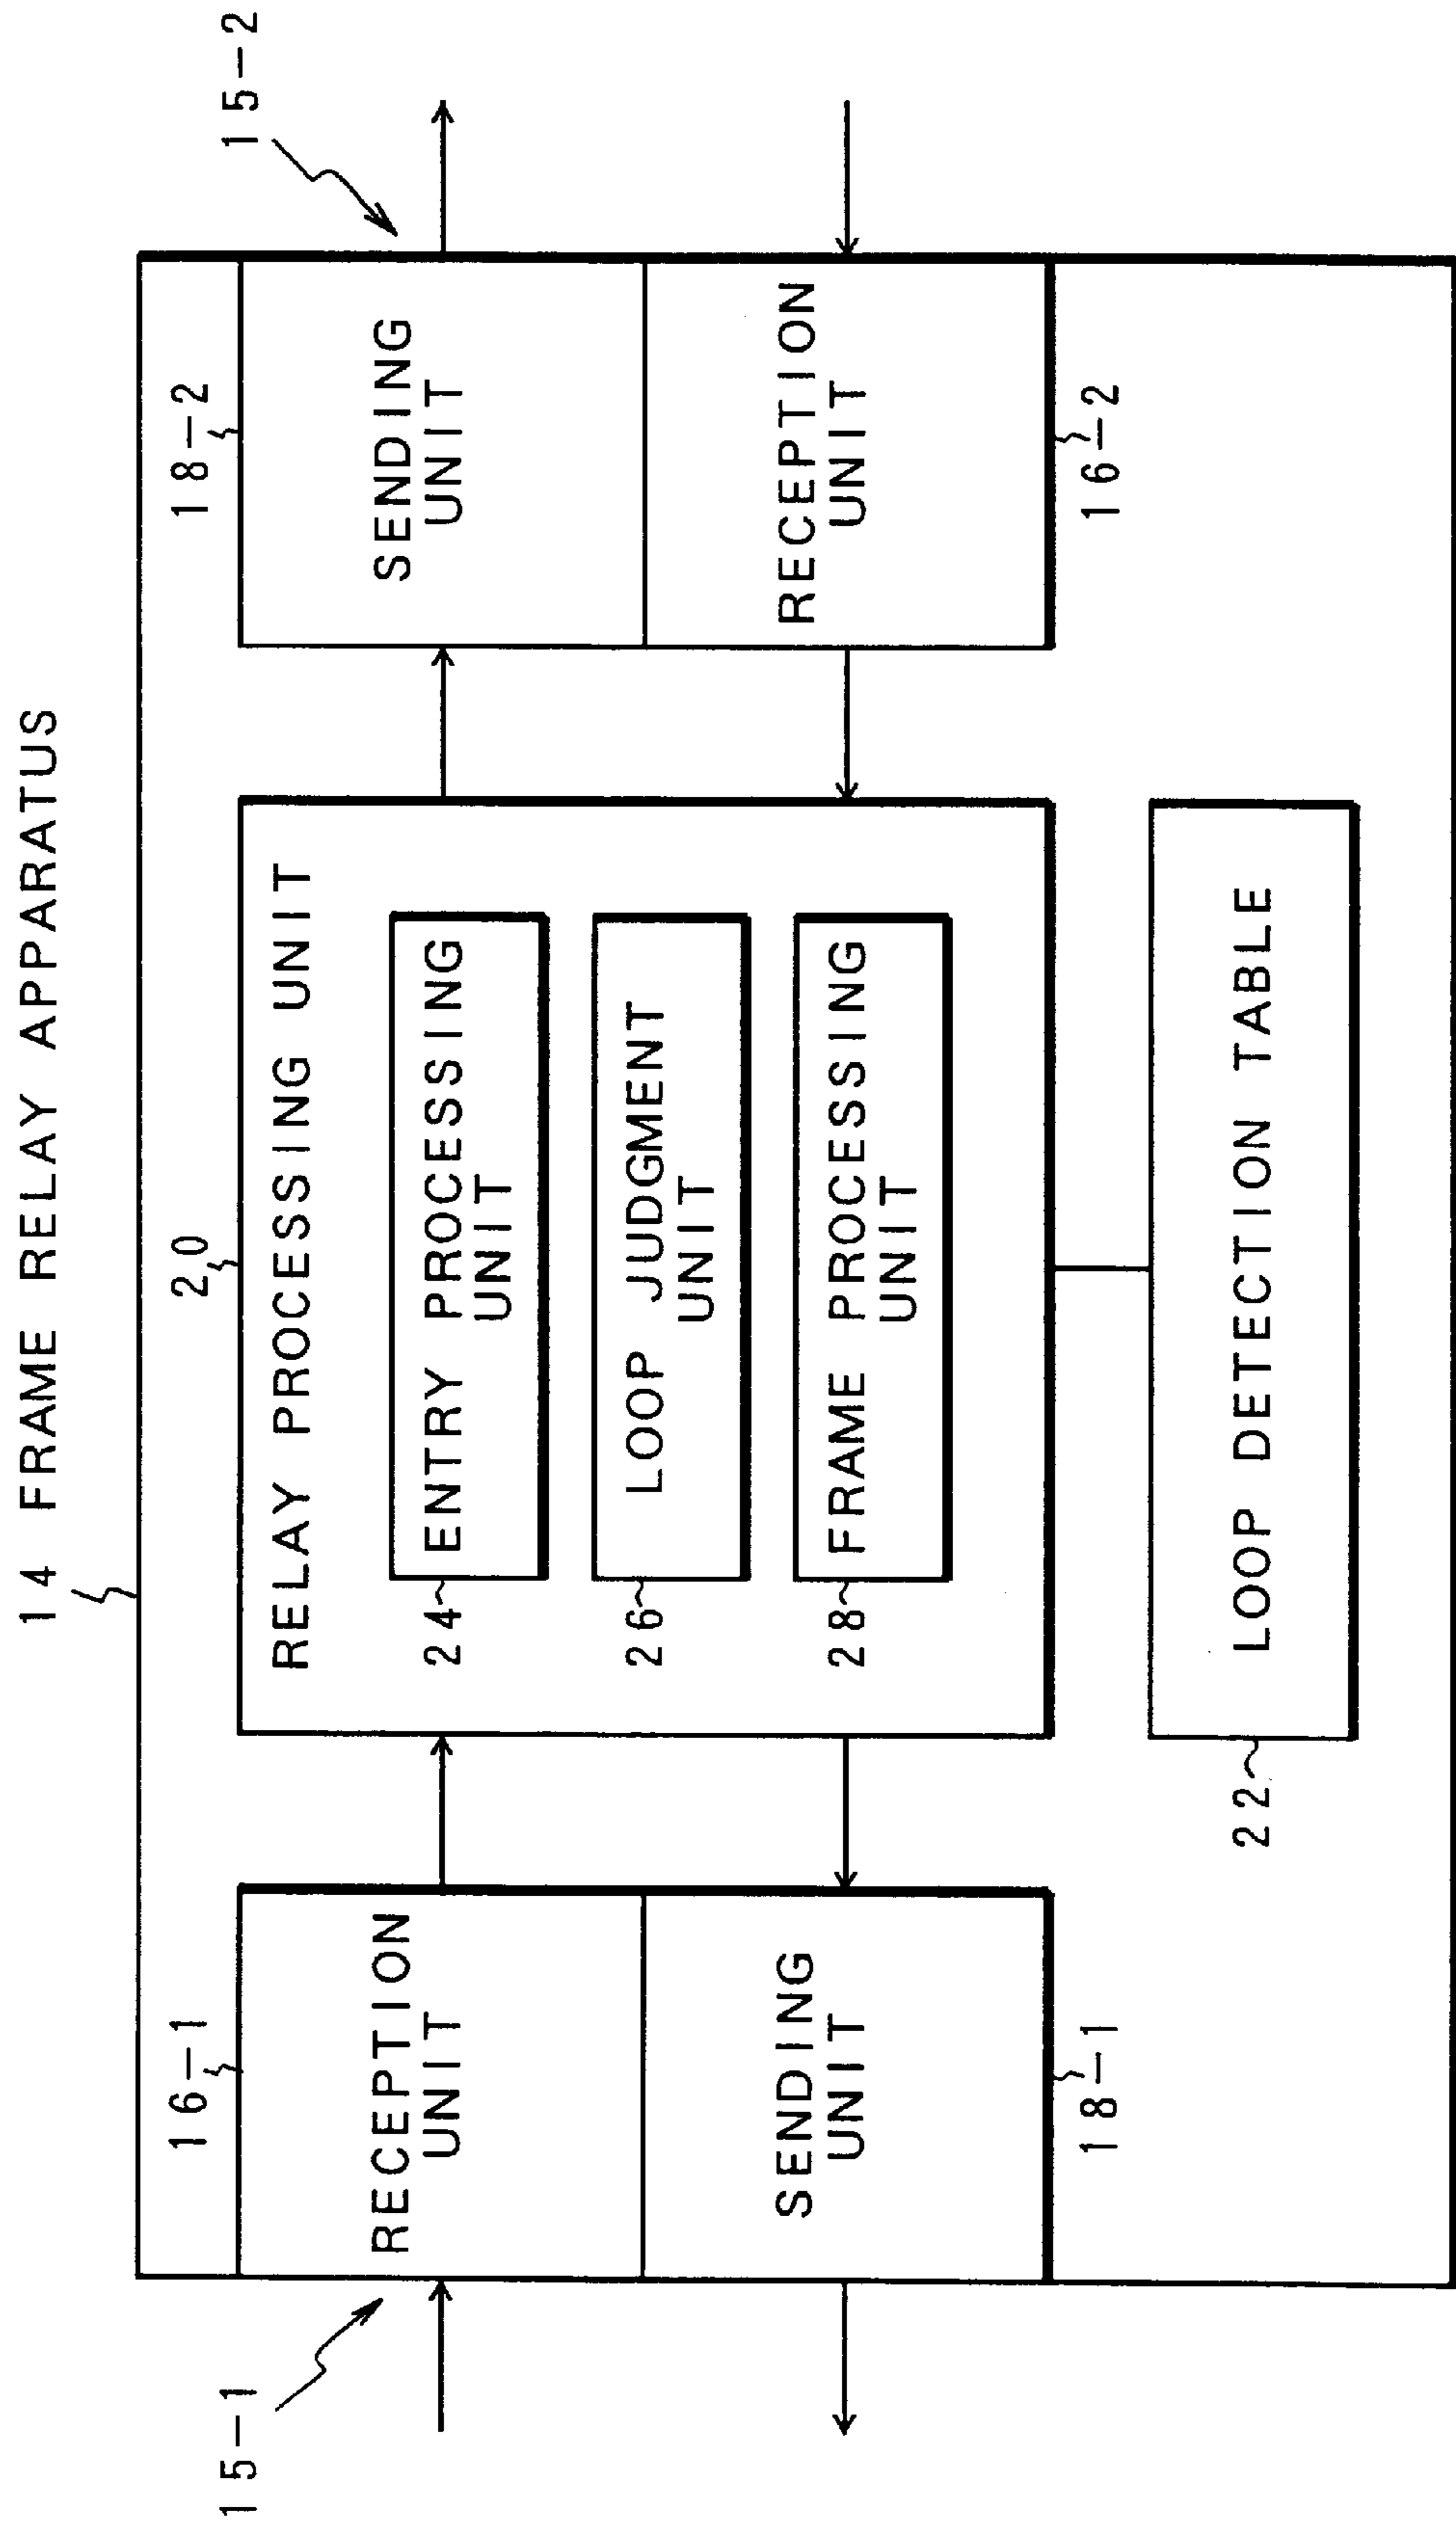 14 FRAME RELAY APPARATUS
15-1
15-2
16-1
20
18-2
RECEPTION
UNIT
SENDING
UNIT
18-1
RELAY PROCESSING UNIT
24
ENTRY PROCESSING
UNIT
26
LOOP JUDGMENT
UNIT
28
FRAME PROCESSING
UNIT
SENDING
UNIT
RECEPTION
UNIT
16-2
22
LOOP DETECTION TABLE